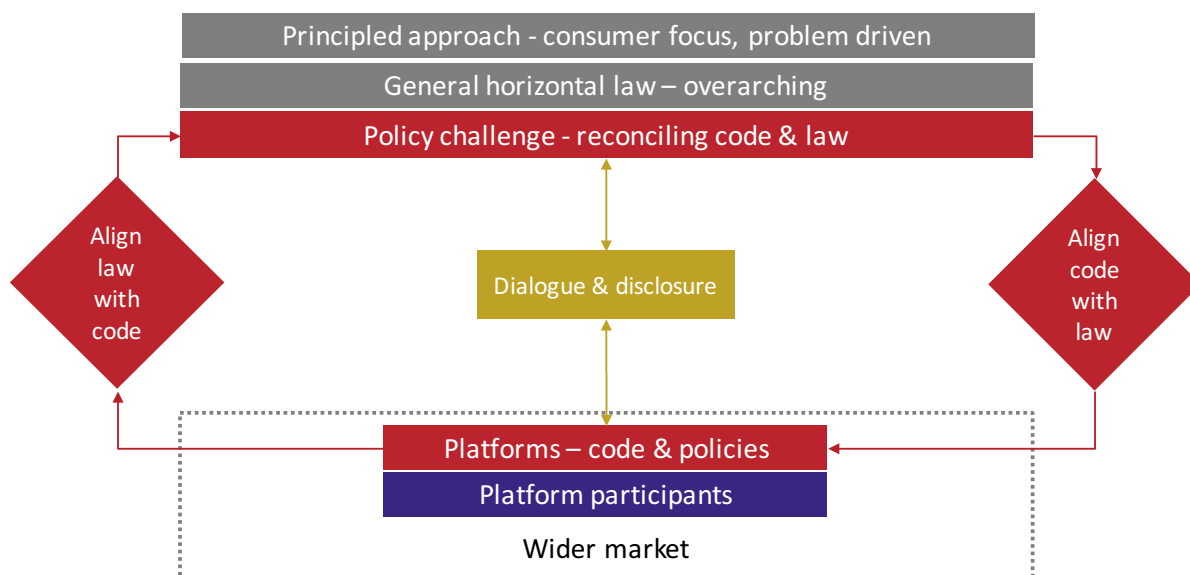 Principled approach - consumer focus, problem driven
General horizontal law – overarching
Policy challenge - reconciling code & law
Align
law
with
code
Dialogue & disclosure
Align
code
with
law
Platforms – code & policies
Platform participants
Wider market